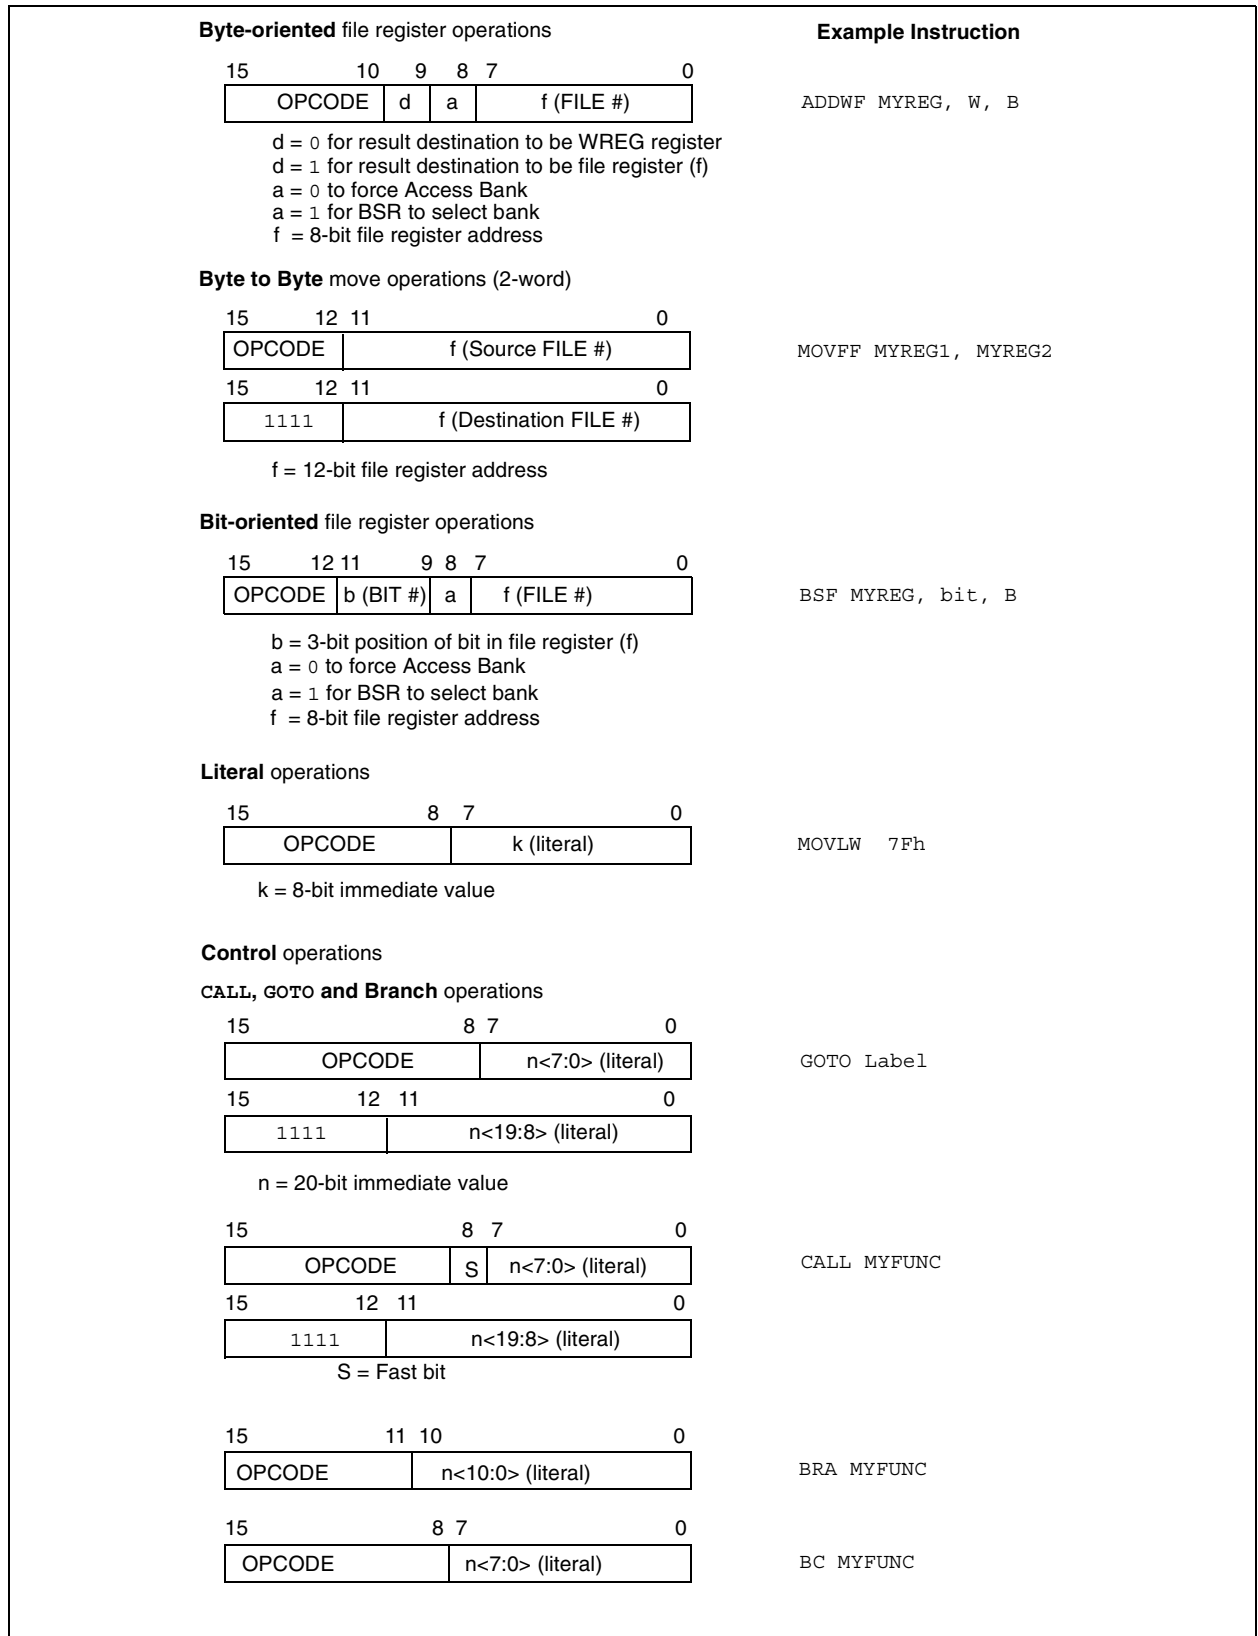 Byte-oriented file register operations Example Instruction
15 10 9 8 7 0
OPCODE d a f (FILE #) ADDWF MYREG, W, B
d = 0 for result destination to be WREG register
d = 1 for result destination to be file register (f)
a = 0 to force Access Bank
a = 1 for BSR to select bank
f = 8-bit file register address
Byte to Byte move operations (2-word)
15 12 11 0
OPCODE f (Source FILE #) MOVFF MYREG1, MYREG2
15 12 11 0
1111 f (Destination FILE #)
f = 12-bit file register address
Bit-oriented file register operations
15 12 11 9 8 7 0
OPCODE b (BIT #) a f (FILE #) BSF MYREG, bit, B
b = 3-bit position of bit in file register (f)
a = 0 to force Access Bank
a = 1 for BSR to select bank
f = 8-bit file register address
Literal operations
15 8 7 0
OPCODE k (literal) MOVLW 7Fh
k = 8-bit immediate value
Control operations
CALL, GOTO and Branch operations
15 8 7 0
OPCODE n<7:0> (literal) GOTO Label
15 12 11 0
1111 n<19:8> (literal)
n = 20-bit immediate value
15 8 7 0
OPCODE S n<7:0> (literal) CALL MYFUNC
15 12 11 0
1111 n<19:8> (literal)
S = Fast bit
15 11 10 0
OPCODE n<10:0> (literal) BRA MYFUNC
15 8 7 0
OPCODE n<7:0> (literal) BC MYFUNC